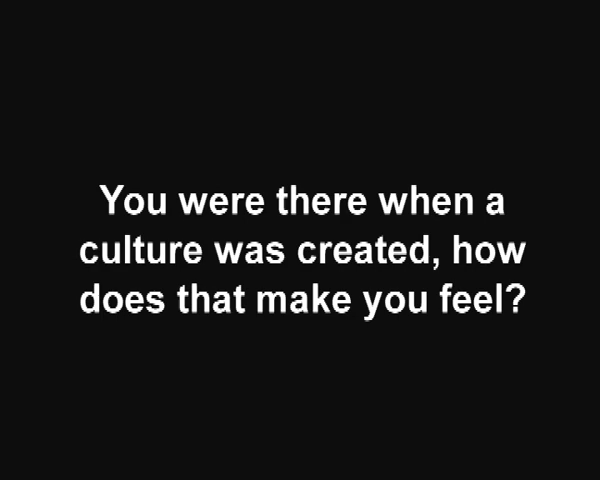 You were there when a
culture was created, how
does that make you feel?